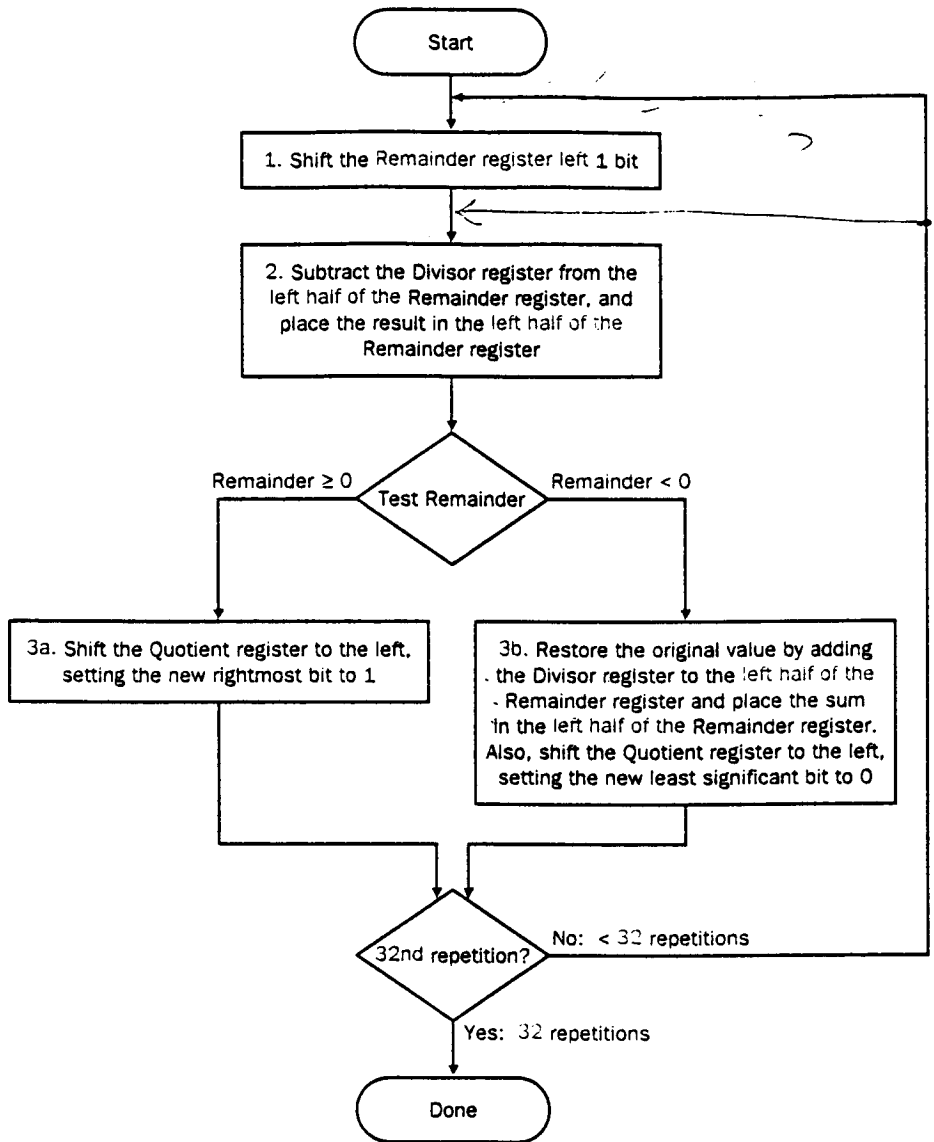 Start
1. Shift the Remainder register left 1 bit
2. Subtract the Divisor register from the
left half of the Remainder register, and
place the result in the left half of the
Remainder register
Remainder ≥ 0
Test Remainder
Remainder < 0
3a. Shift the Quotient register to the left,
setting the new rightmost bit to 1
3b. Restore the original value by adding
the Divisor register to the left half of the
Remainder register and place the sum
in the left half of the Remainder register.
Also, shift the Quotient register to the left,
setting the new least significant bit to 0
32nd repetition?
No: < 32 repetitions
Yes: 32 repetitions
Done